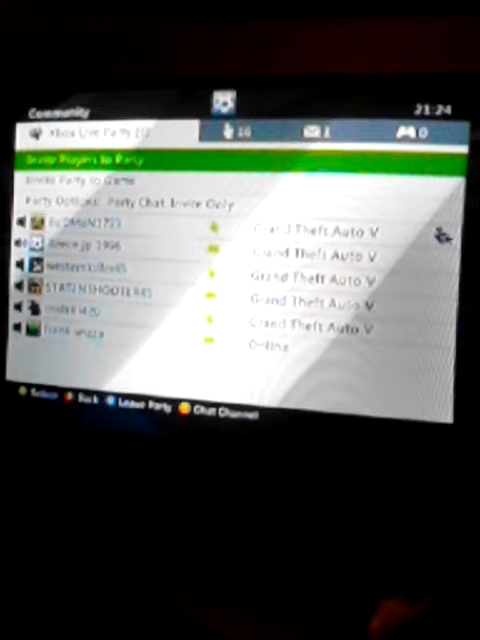 Community
21:24
Xbox Live Party
16
1
0
Invite Players to Party
Invite Party to Game
Party Options: Party Chat Invite Only
Grand Theft Auto V
Grand Theft Auto V
Grand Theft Auto V
STATENSHOOTER45 Grand Theft Auto V
Grand Theft Auto V
Online
Select Back Leave Party Chat Channel